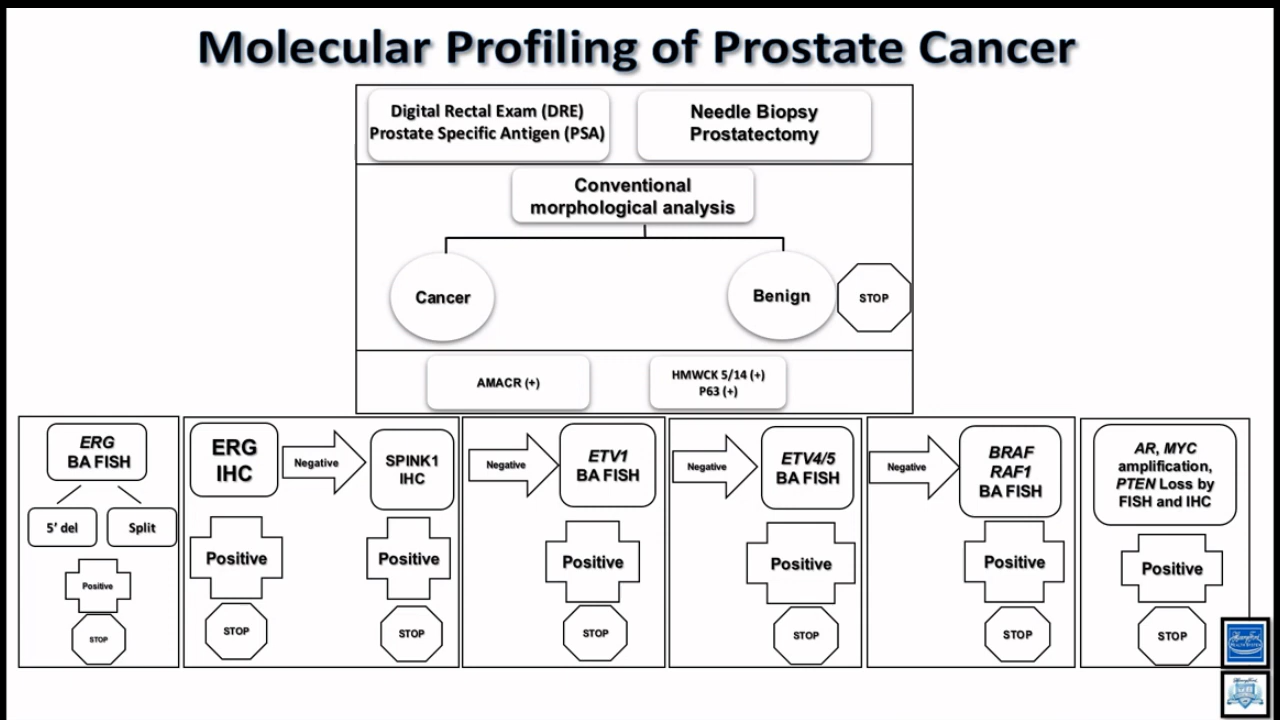 Molecular Profiling of Prostate Cancer
Digital Rectal Exam (DRE)
Prostate Specific Antigen (PSA)
Needle Biopsy
Prostatectomy
Conventional
morphological analysis
Cancer
Benign
STOP
AMACR (+)
HMWCK 5/14 (+)
P63 (+)
ERG
BA FISH
5' del
Split
Positive
STOP
ERG
IHC
Negative
SPINK1
IHC
Positive
Positive
STOP
STOP
Negative
ETV1
BA FISH
Positive
STOP
Negative
ETV4/5
BA FISH
Positive
STOP
Negative
BRAF
RAF1
BA FISH
Positive
STOP
AR, MYC
amplification,
PTEN Loss by
FISH and IHC
Positive
STOP